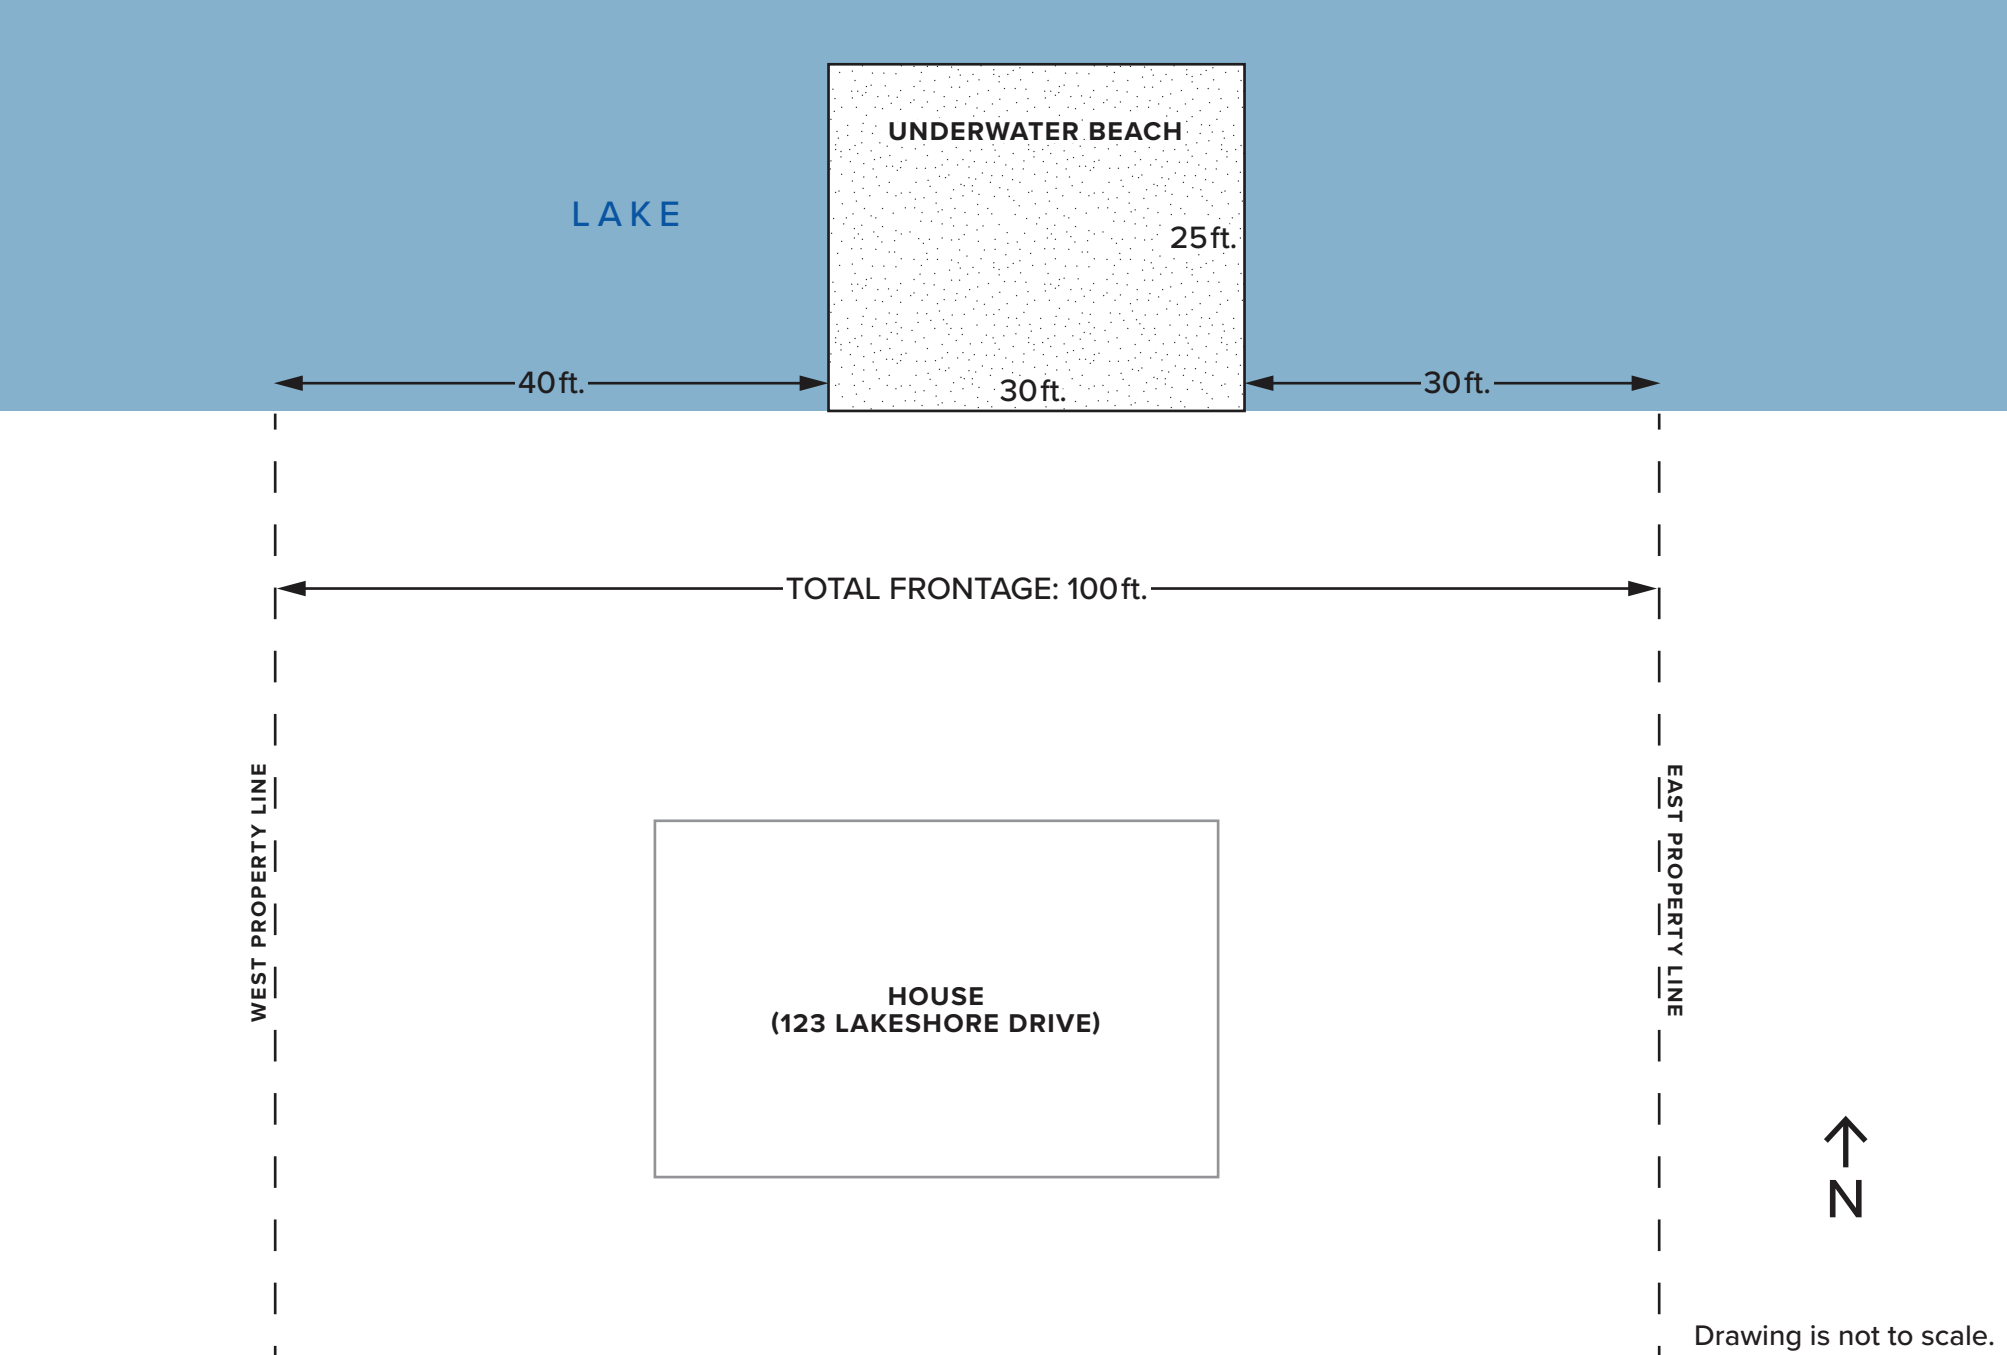 UNDERWATER BEACH
LAKE
25 ft.
40 ft.
30 ft.
30 ft.
TOTAL FRONTAGE: 100 ft.
WEST PROPERTY LINE
EAST PROPERTY LINE
HOUSE
(123 LAKESHORE DRIVE)
N
Drawing is not to scale.